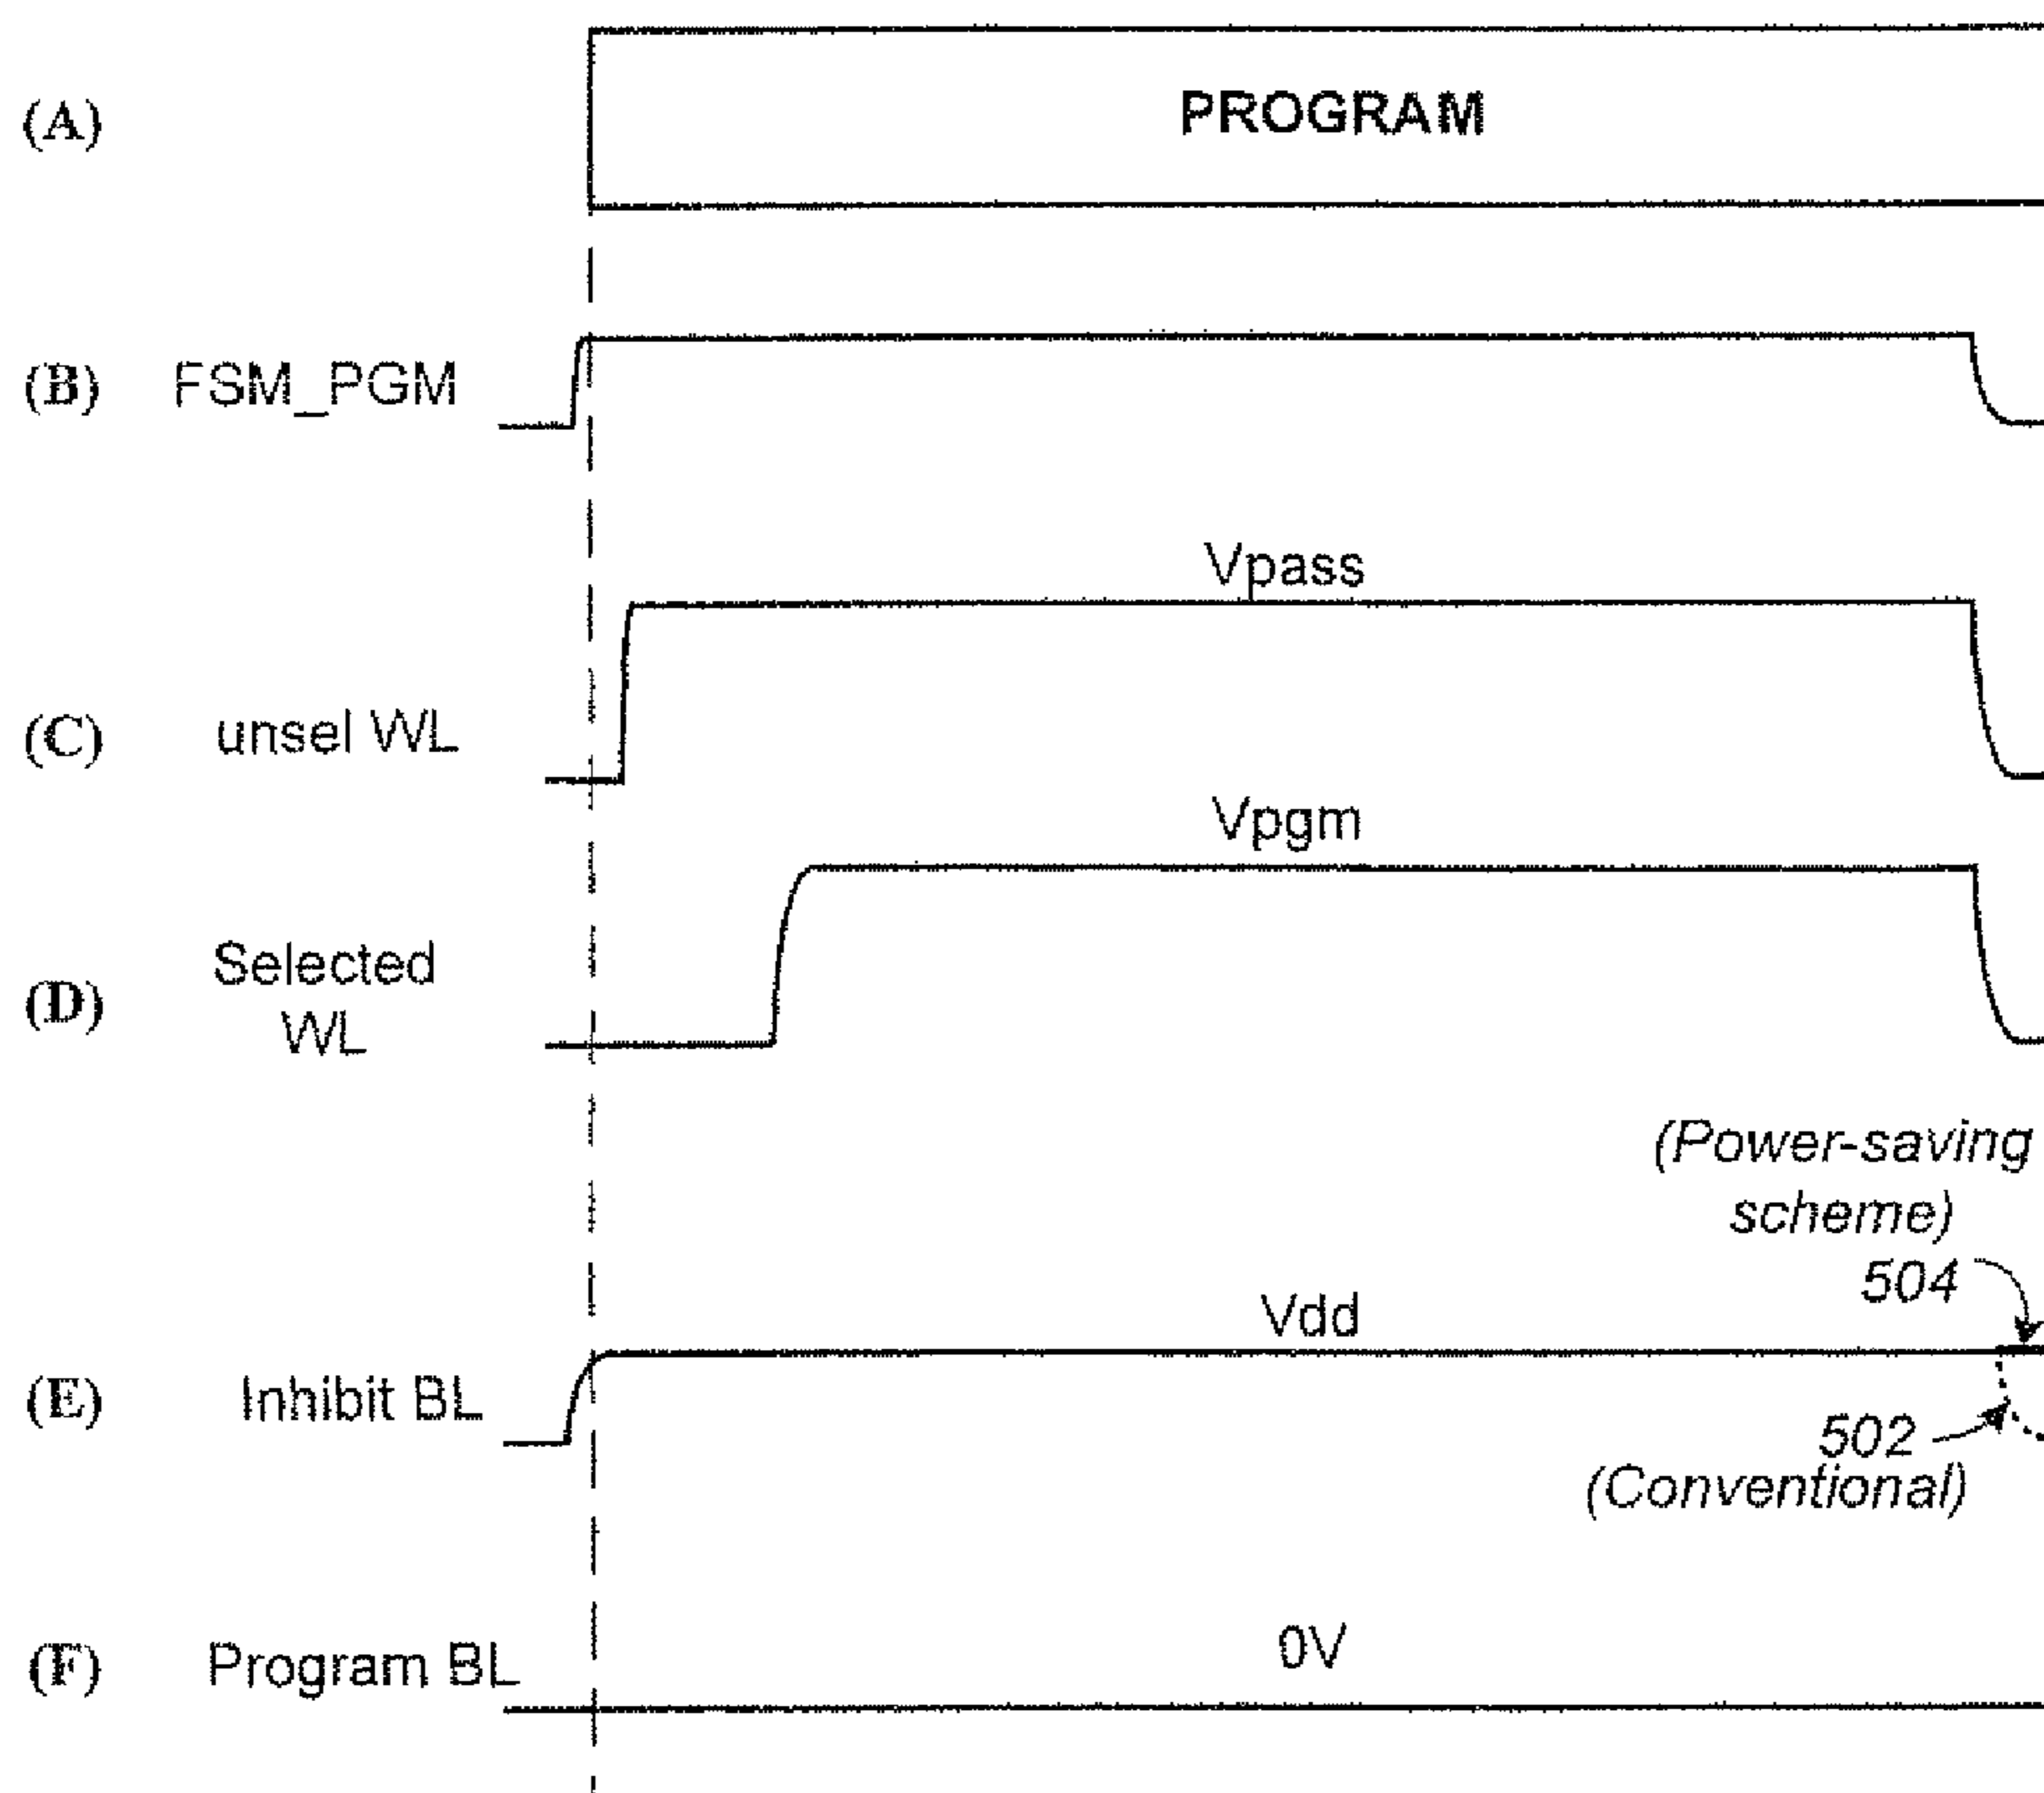 (A)
PROGRAM
(B) FSM_PGM
Vpass
(C) unsel WL
Vpgm
(D) Selected
WL
(Power-saving
scheme)
504
Vdd
(E) Inhibit BL
502
(Conventional)
0V
(F) Program BL